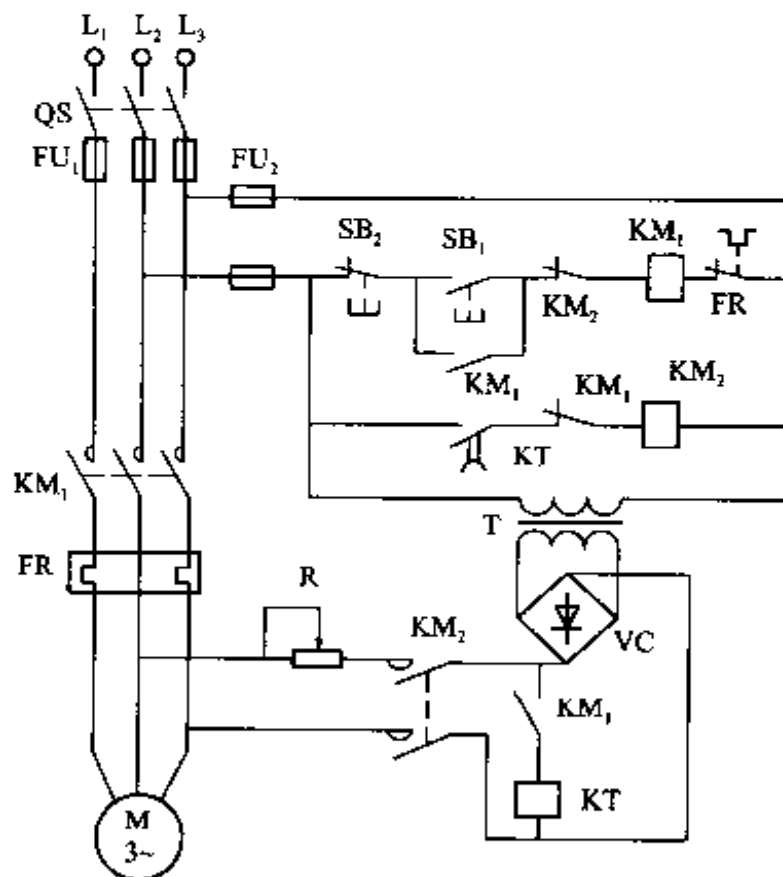 L₁ L₂ L₃
QS
FU₁ FU₂
SB₂ SB₁ KM₁
KM₂ FR
KM₁ KM₁ KM₂
KT
KM₁
T
FR
R KM₂ VC
KM₁
KT
M
3~